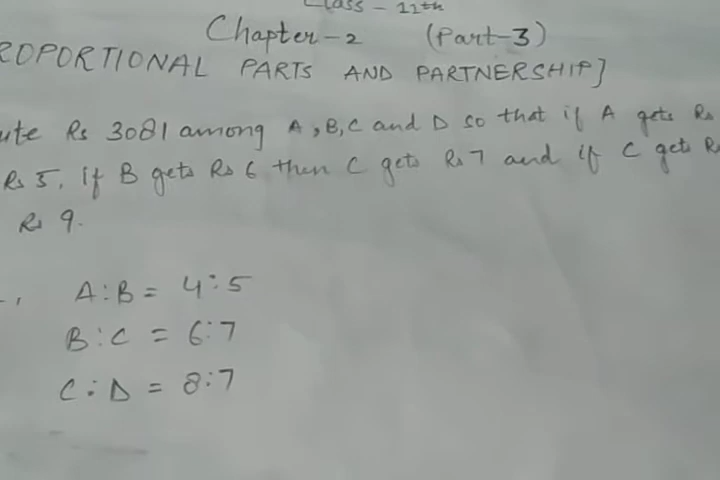 Class - 11th
Chapter-2 (Part-3)
ROPORTIONAL PARTS AND PARTNERSHIP]
ute Rs 3081 among A, B, C and D so that if A gets Rs
Rs 5, if B gets Rs 6 then C gets Rs 7 and if C gets R
Rs 9.
A:B = 4:5
B:C = 6:7
C:D = 8:7